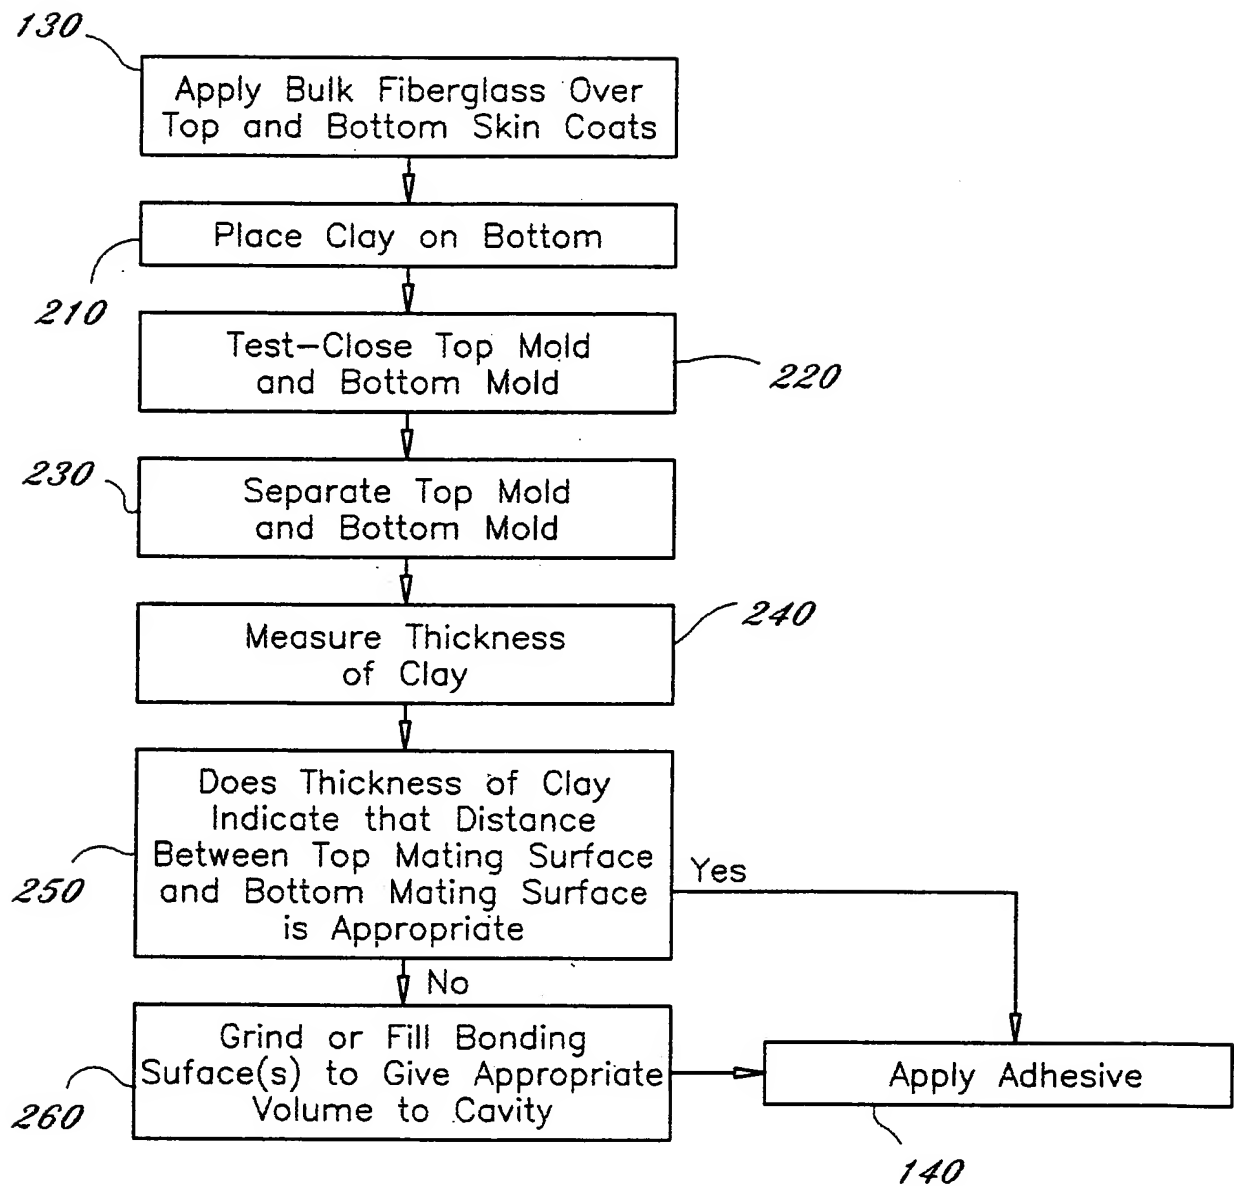 130
Apply Bulk Fiberglass Over
Top and Bottom Skin Coats
Place Clay on Bottom
210
Test-Close Top Mold
and Bottom Mold
220
230
Separate Top Mold
and Bottom Mold
240
Measure Thickness
of Clay
Does Thickness of Clay
Indicate that Distance
Between Top Mating Surface
and Bottom Mating Surface
is Appropriate
250
Yes
No
Grind or Fill Bonding
Suface(s) to Give Appropriate
Volume to Cavity
260
Apply Adhesive
140